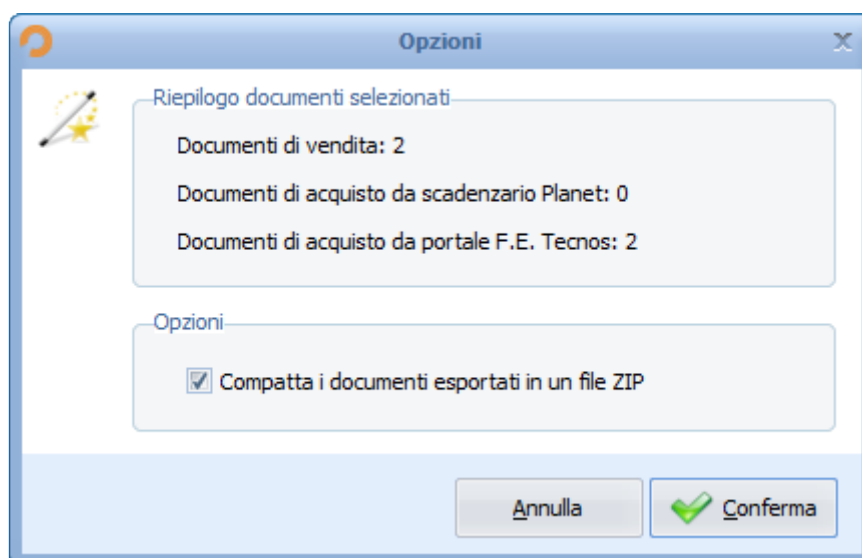 Opzioni
Riepilogo documenti selezionati
Documenti di vendita: 2
Documenti di acquisto da scadenzario Planet: 0
Documenti di acquisto da portale F.E. Tecnos: 2
Opzioni
Compatta i documenti esportati in un file ZIP
Annulla
Conferma